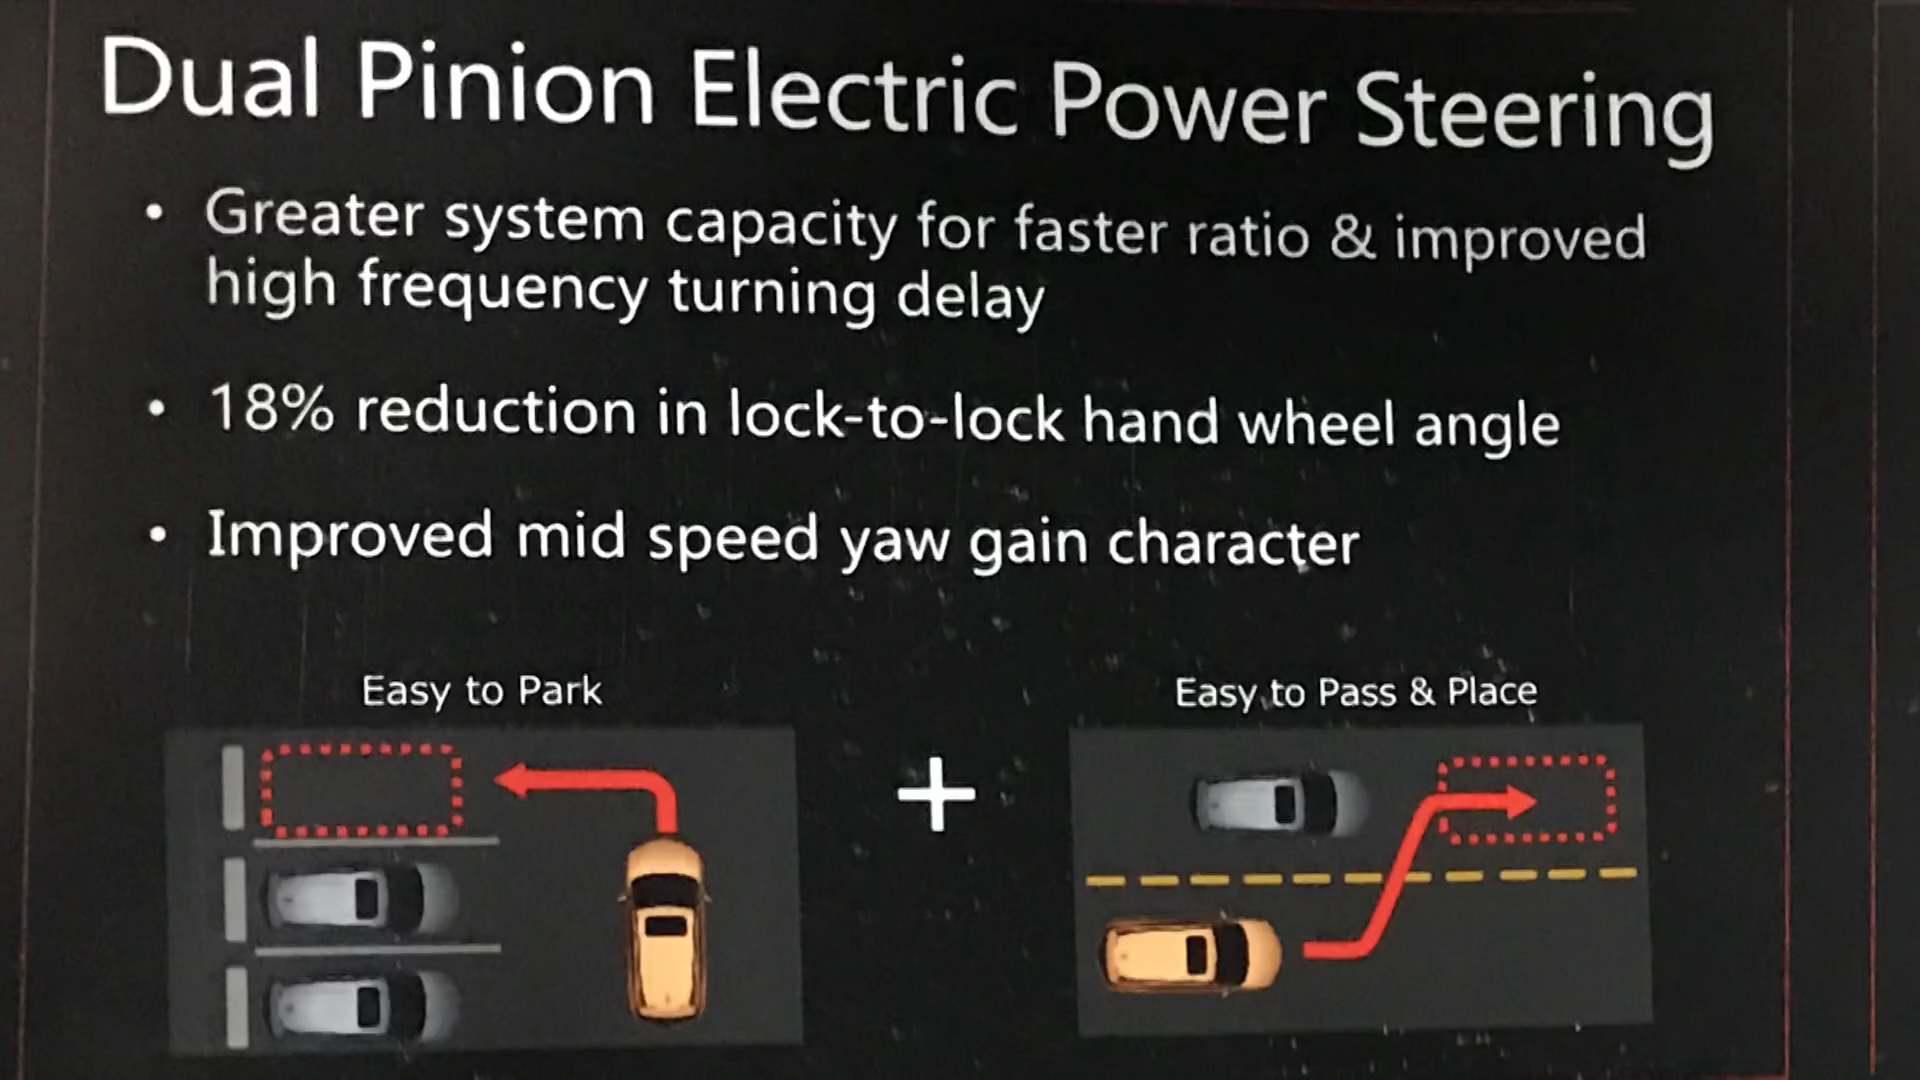 Dual Pinion Electric Power Steering
• Greater system capacity for faster ratio & improved
high frequency turning delay
• 18% reduction in lock-to-lock hand wheel angle
• Improved mid speed yaw gain character
Easy to Park
Easy to Pass & Place
+